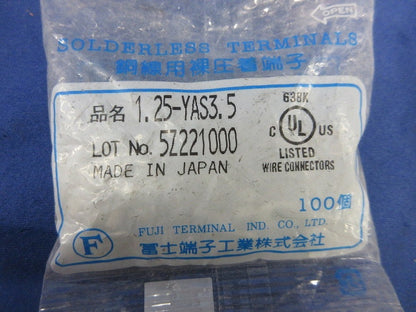 OPEN
SOLDERLESS TERMINALS
銅線用裸圧着端子
品名 1.25-YAS3.5
LOT No. 5Z221000
MADE IN JAPAN
638K
C UL US
LISTED
WIRE CONNECTORS
100個
F
FUJI TERMINAL IND. CO., LTD.
冨士端子工業株式会社